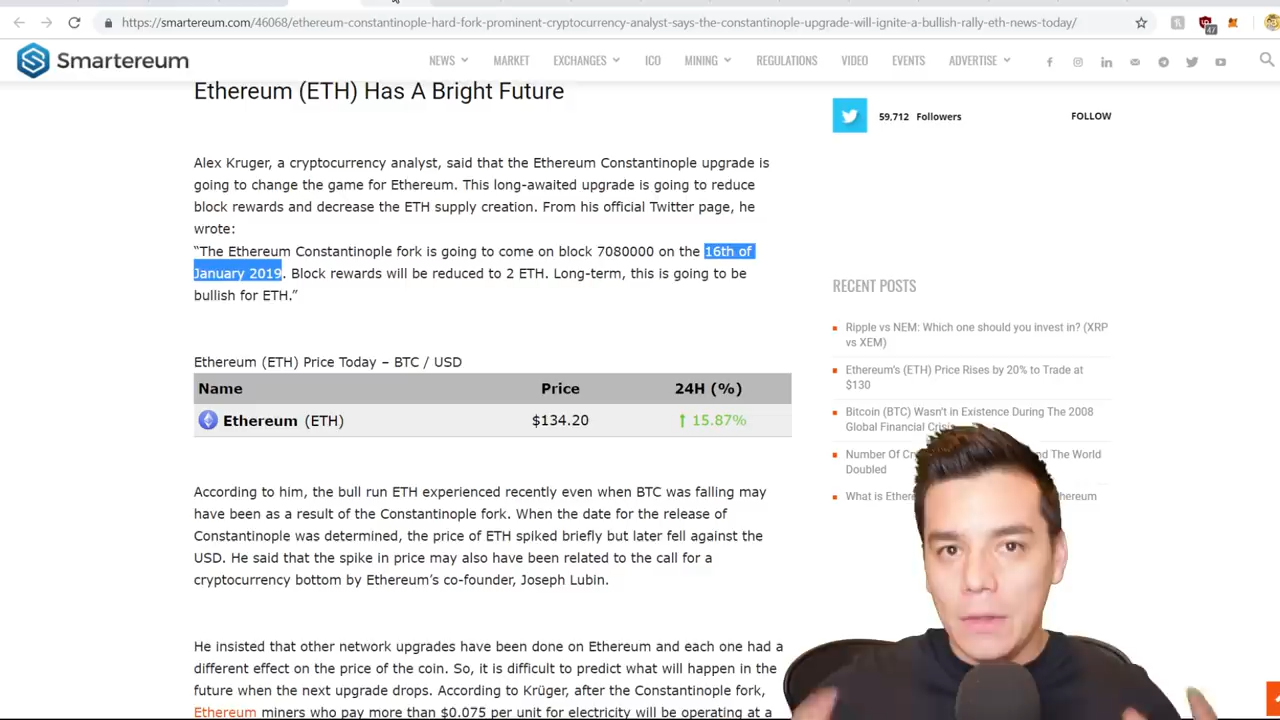 https://smartereum.com/46068/ethereum-constantinople-hard-fork-prominent-cryptocurrency-analyst-says-the-constantinople-upgrade-will-ignite-a-bullish-rally-eth-news-today/
47
Smartereum
NEWS MARKET EXCHANGES ICO MINING REGULATIONS VIDEO EVENTS ADVERTISE
Ethereum (ETH) Has A Bright Future
Alex Kruger, a cryptocurrency analyst, said that the Ethereum Constantinople upgrade is
going to change the game for Ethereum. This long-awaited upgrade is going to reduce
block rewards and decrease the ETH supply creation. From his official Twitter page, he
wrote:
“The Ethereum Constantinople fork is going to come on block 7080000 on the 16th of
January 2019. Block rewards will be reduced to 2 ETH. Long-term, this is going to be
bullish for ETH.”
Ethereum (ETH) Price Today – BTC / USD
Name Price 24H (%)
Ethereum (ETH) $134.20 ↑ 15.87%
According to him, the bull run ETH experienced recently even when BTC was falling may
have been as a result of the Constantinople fork. When the date for the release of
Constantinople was determined, the price of ETH spiked briefly but later fell against the
USD. He said that the spike in price may also have been related to the call for a
cryptocurrency bottom by Ethereum’s co-founder, Joseph Lubin.
He insisted that other network upgrades have been done on Ethereum and each one had a
different effect on the price of the coin. So, it is difficult to predict what will happen in the
future when the next upgrade drops. According to Krüger, after the Constantinople fork,
Ethereum miners who pay more than $0.075 per unit for electricity will be operating at a
59,712 Followers FOLLOW
RECENT POSTS
Ripple vs NEM: Which one should you invest in? (XRP
vs XEM)
Ethereum's (ETH) Price Rises by 20% to Trade at
$130
Bitcoin (BTC) Wasn't in Existence During The 2008
Global Financial
Number Of nd The World
Doubled
What is